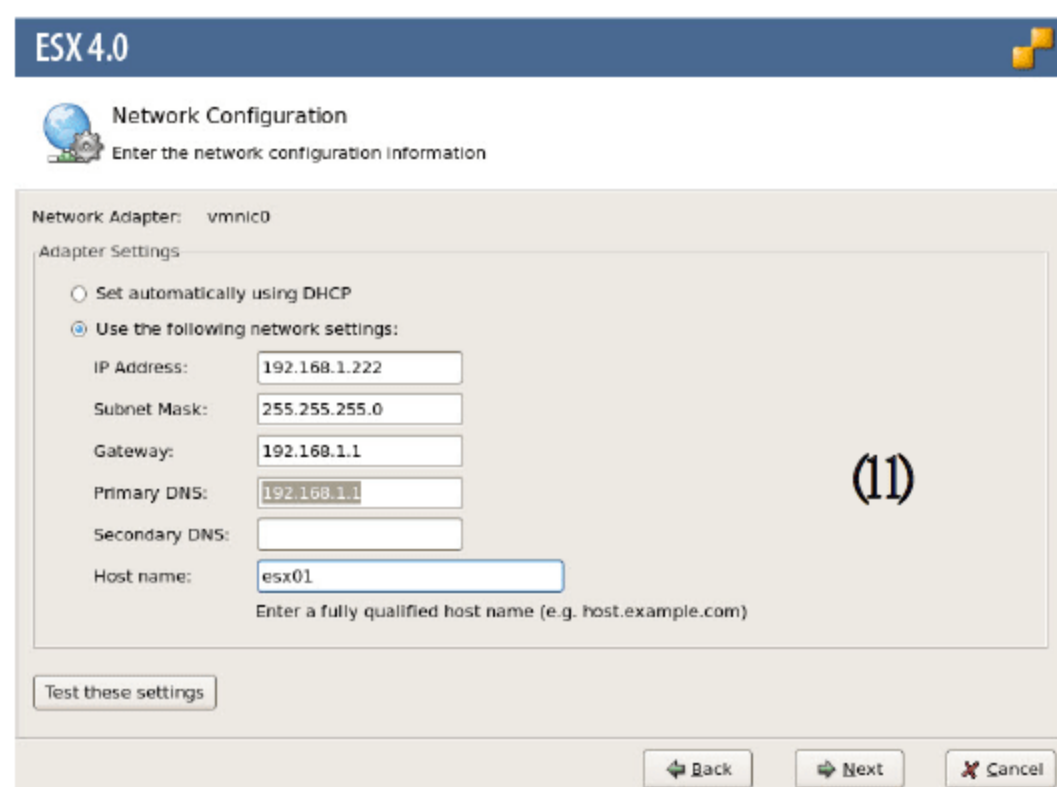 ESX 4.0
Network Configuration
Enter the network configuration information
Network Adapter: vmnic0
Adapter Settings
Set automatically using DHCP
Use the following network settings:
IP Address: 192.168.1.222
Subnet Mask: 255.255.255.0
Gateway: 192.168.1.1
(11)
Primary DNS: 192.168.1.1
Secondary DNS:
Host name: esx01
Enter a fully qualified host name (e.g. host.example.com)
Test these settings
Back Next Cancel